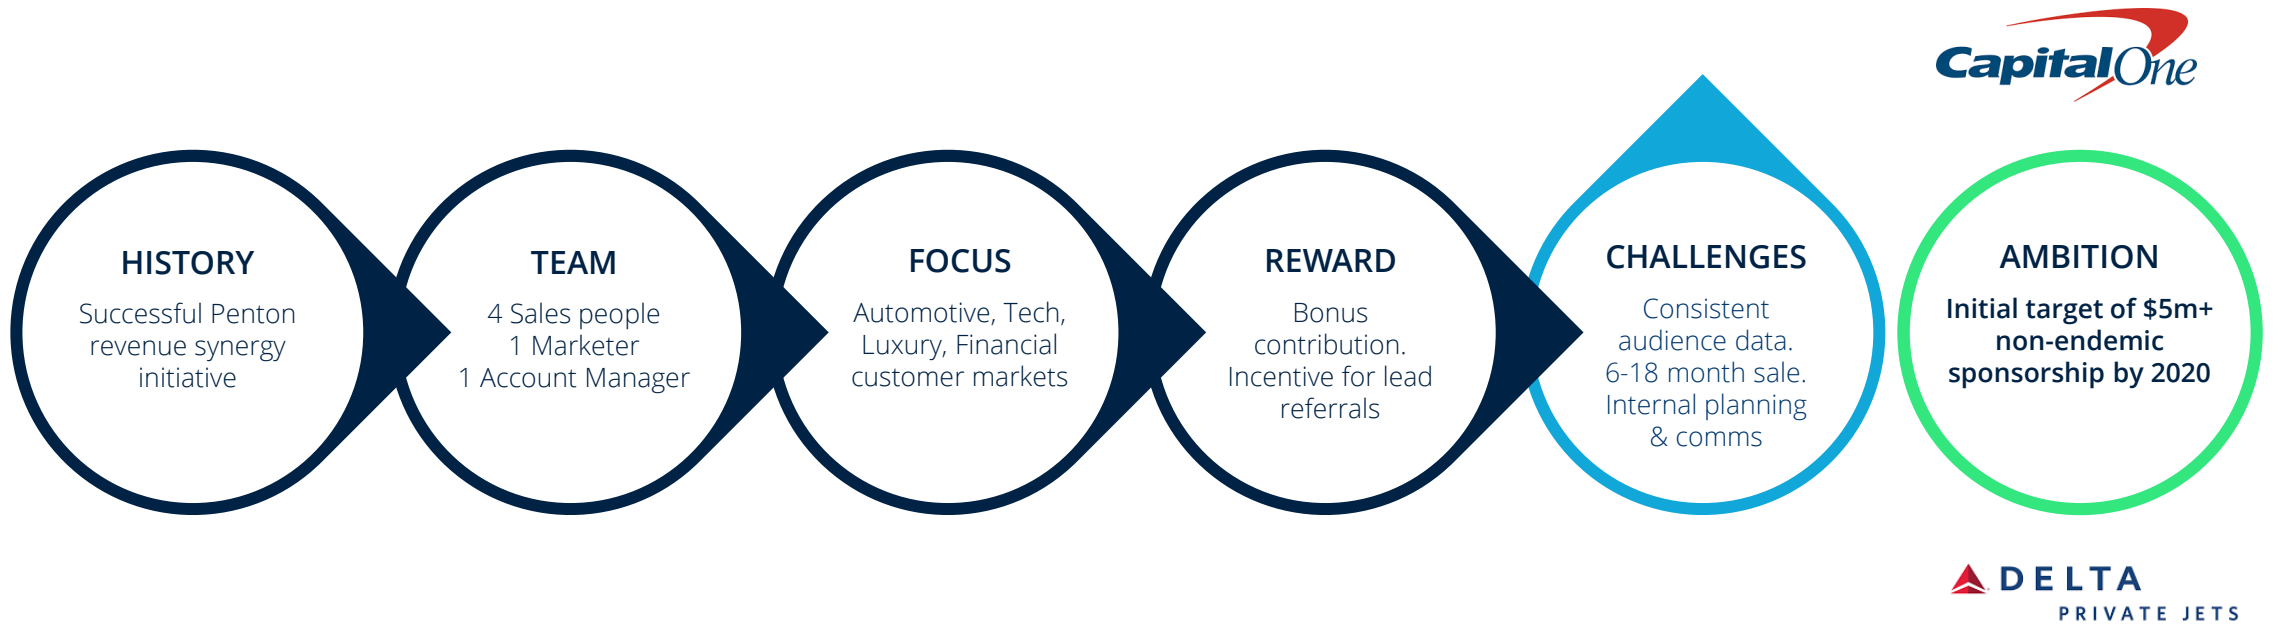 CapitalOne
HISTORY
Successful Penton
revenue synergy
initiative
TEAM
4 Sales people
1 Marketer
1 Account Manager
FOCUS
Automotive, Tech,
Luxury, Financial
customer markets
REWARD
Bonus
contribution.
Incentive for lead
referrals
CHALLENGES
Consistent
audience data.
6-18 month sale.
Internal planning
& comms
AMBITION
Initial target of $5m+
non-endemic
sponsorship by 2020
DELTA
PRIVATE JETS